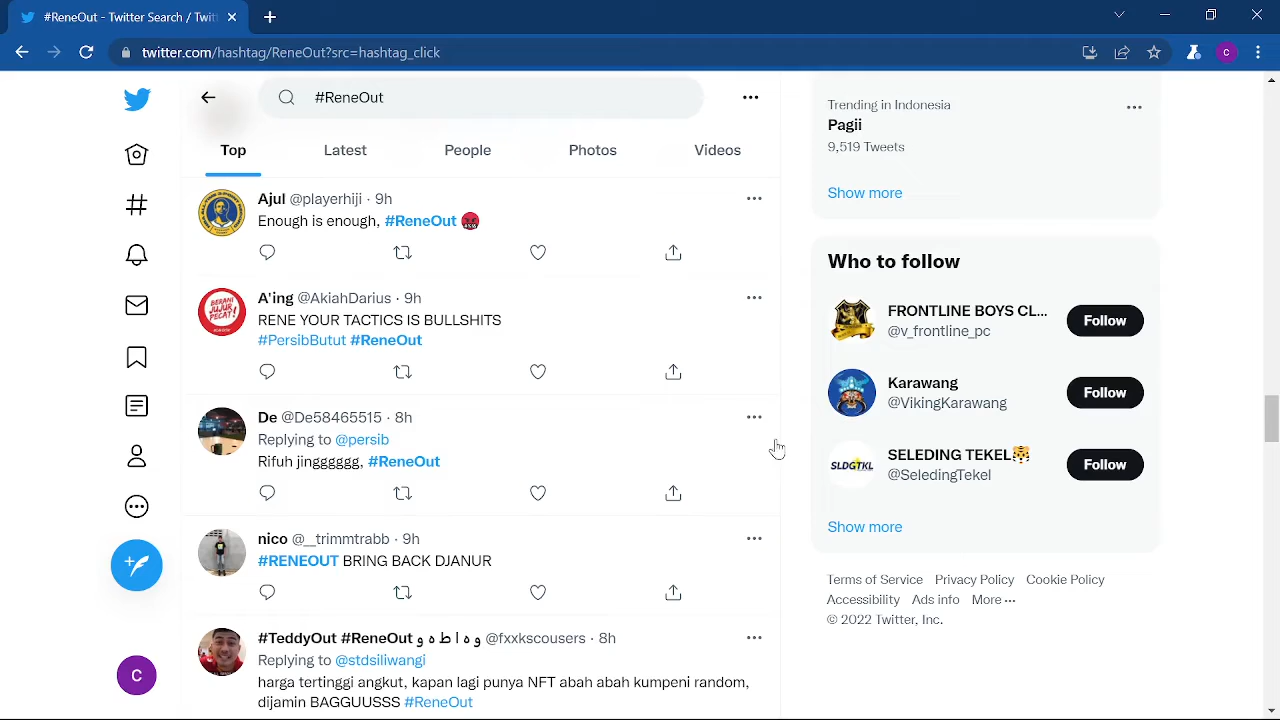 #ReneOut - Twitter Search / Twitt
twitter.com/hashtag/ReneOut?src=hashtag_click
C
#ReneOut
Top
Latest
People
Photos
Videos
Ajul @playerhiji · 9h
Enough is enough, #ReneOut
BERANI JUJUR PECAT!
A'ing @AkiahDarius · 9h
RENE YOUR TACTICS IS BULLSHITS
#PersibButut #ReneOut
De @De58465515 · 8h
Replying to @persib
Rifuh jingggggg, #ReneOut
nico @__trimmtrabb · 9h
#RENEOUT BRING BACK DJANUR
#TeddyOut #ReneOut و ه ا ط ه و @fxxkscousers · 8h
Replying to @stdsiliwangi
harga tertinggi angkut, kapan lagi punya NFT abah abah kumpeni random,
dijamin BAGGUUSSS #ReneOut
C
Trending in Indonesia
Pagii
9,519 Tweets
Show more
Who to follow
FRONTLINE BOYS CL...
@v_frontline_pc
Follow
Karawang
@VikingKarawang
Follow
SLDGTKL
SELEDING TEKEL
@SeledingTekel
Follow
Show more
Terms of Service Privacy Policy Cookie Policy
Accessibility Ads info More ···
© 2022 Twitter, Inc.